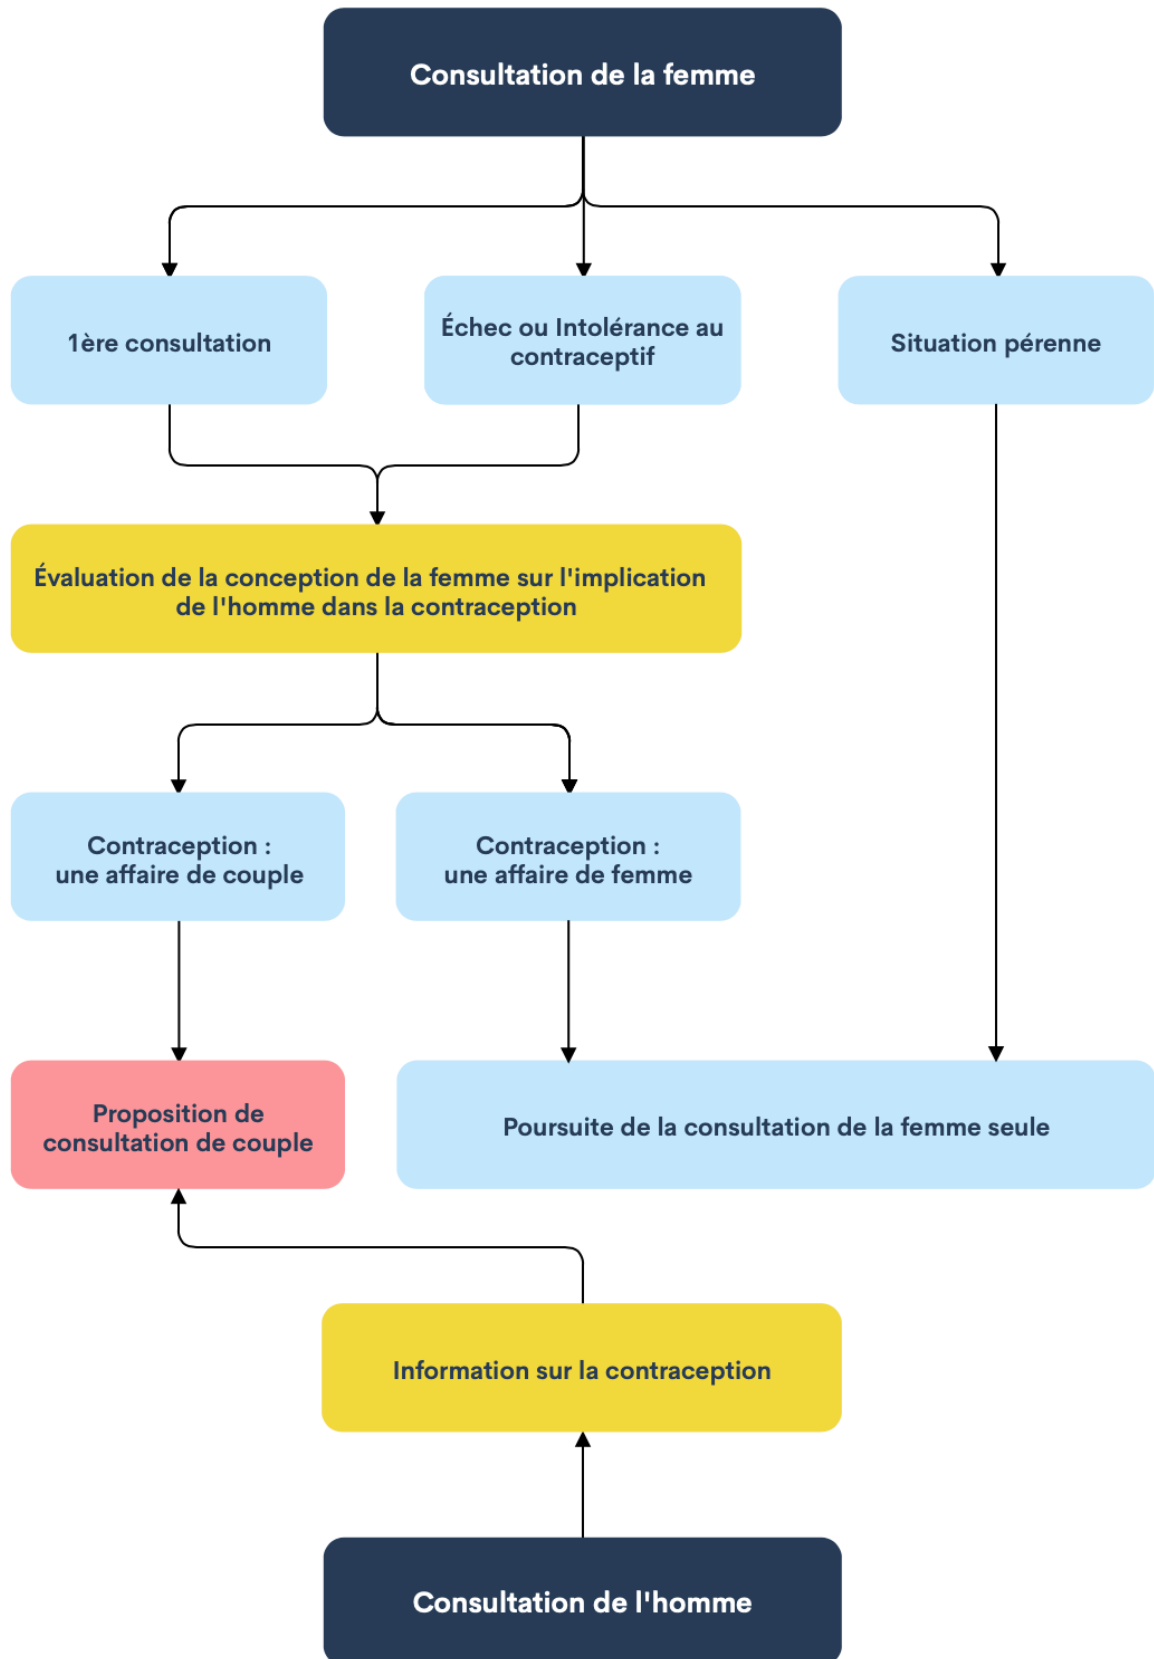 Consultation de la femme
1ère consultation
Échec ou Intolérance au
contraceptif
Situation pérenne
Évaluation de la conception de la femme sur l'implication
de l'homme dans la contraception
Contraception :
une affaire de couple
Contraception :
une affaire de femme
Proposition de
consultation de couple
Poursuite de la consultation de la femme seule
Information sur la contraception
Consultation de l'homme